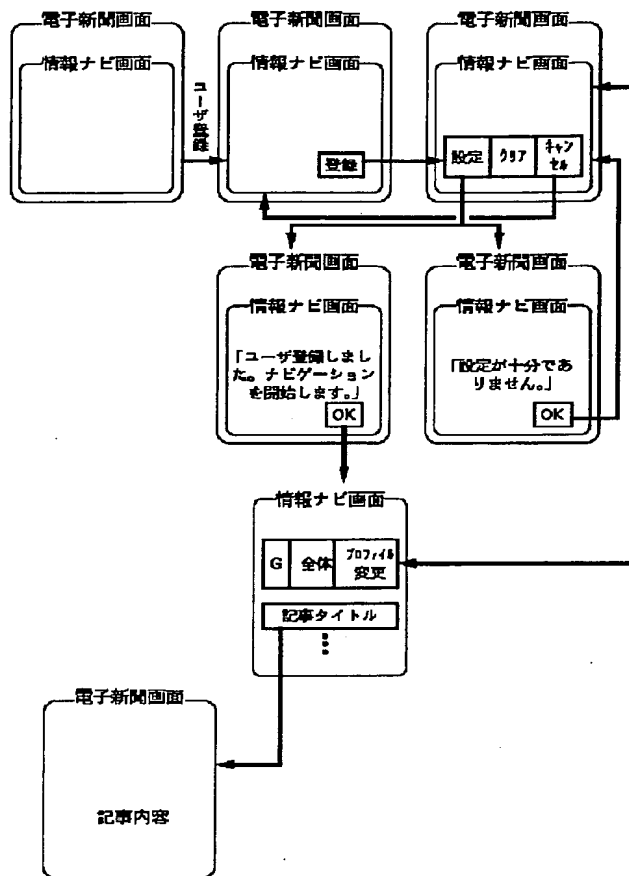 電子新聞画面
情報ナビ画面
ユーザ登録
電子新聞画面
情報ナビ画面
登録
電子新聞画面
情報ナビ画面
設定
クリア
キャン
セル
電子新聞画面
情報ナビ画面
「ユーザ登録しまし
た。ナビゲーション
を開始します。」
OK
電子新聞画面
情報ナビ画面
「設定が十分であ
りません。」
OK
情報ナビ画面
G
全体
プロファイル
変更
記事タイトル
電子新聞画面
記事内容